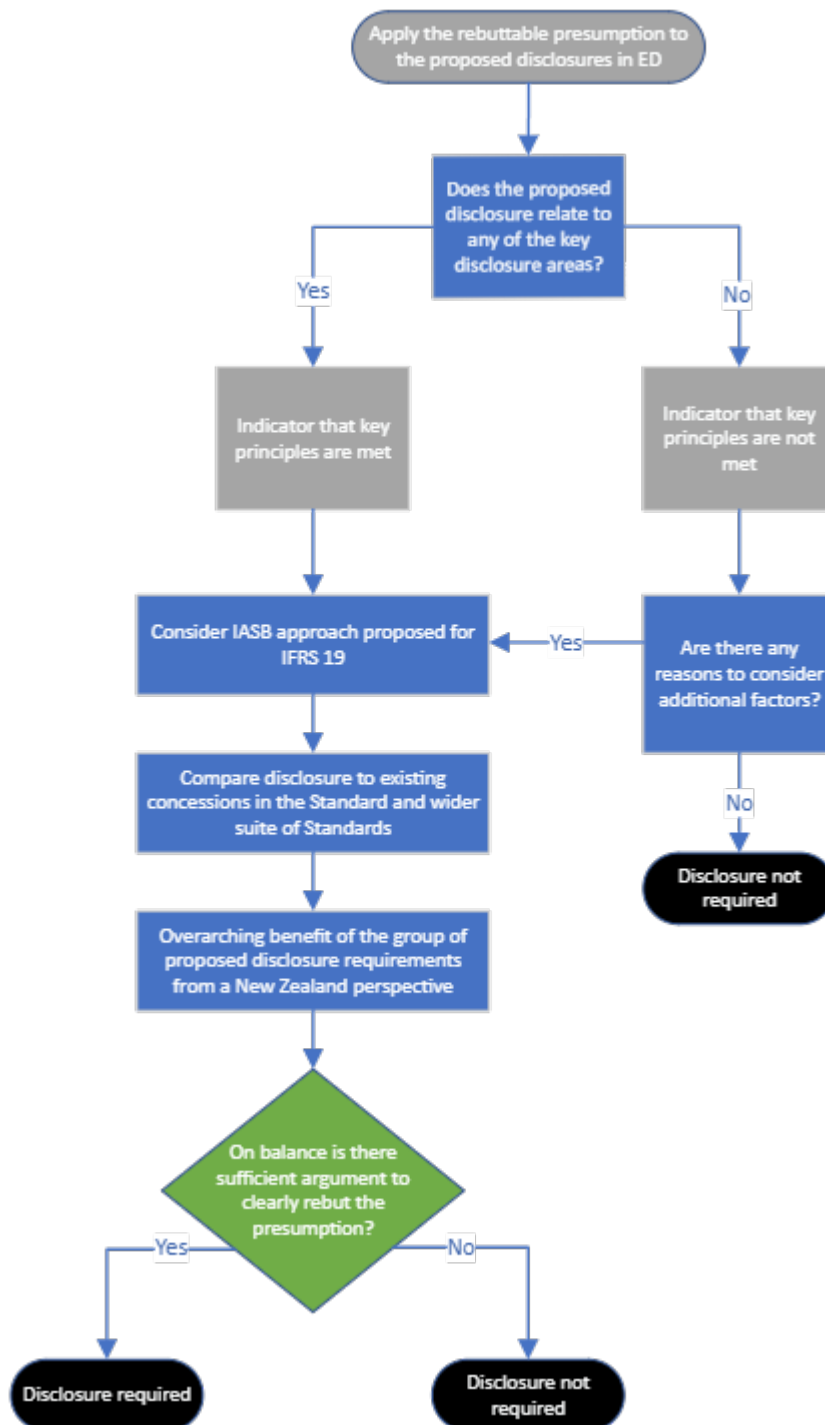 Apply the rebuttable presumption to
the proposed disclosures in ED
Does the proposed
disclosure relate to
any of the key
disclosure areas?
Yes
No
Indicator that key
principles are met
Indicator that key
principles are not
met
Consider IASB approach proposed for
IFRS 19
Yes
Are there any
reasons to consider
additional factors?
Compare disclosure to existing
concessions in the Standard and wider
suite of Standards
No
Disclosure not
required
Overarching benefit of the group of
proposed disclosure requirements
from a New Zealand perspective
On balance is there
sufficient argument to
clearly rebut the
presumption?
Yes
No
Disclosure required
Disclosure not
required